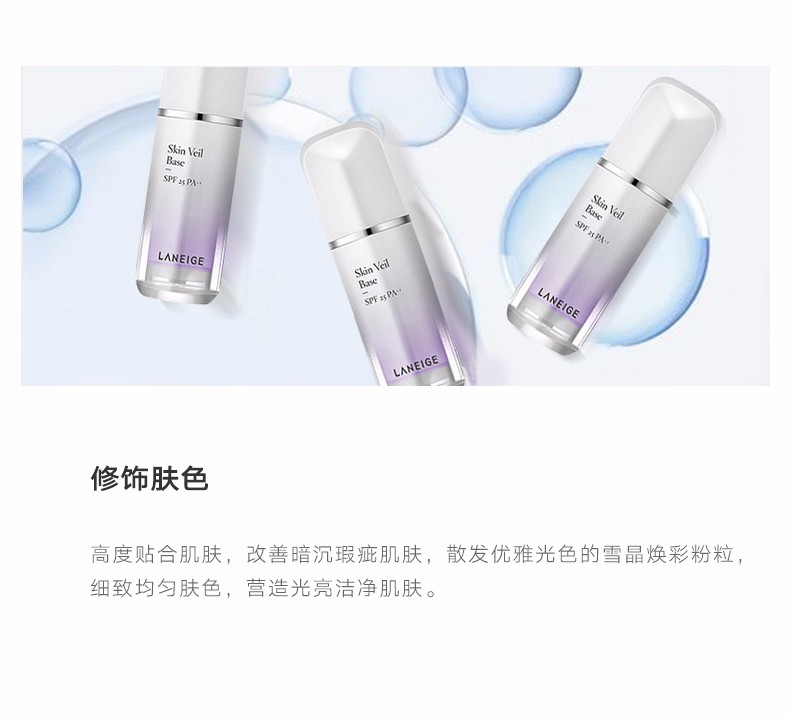 Skin Veil
Base
SPF 25 PA++
LANEIGE
Skin Veil
Base
SPF 25 PA++
LANEIGE
Skin Veil
Base
SPF 25 PA++
LANEIGE
修饰肤色
高度贴合肌肤，改善暗沉瑕疵肌肤，散发优雅光色的雪晶焕彩粉粒，
细致均匀肤色，营造光亮洁净肌肤。